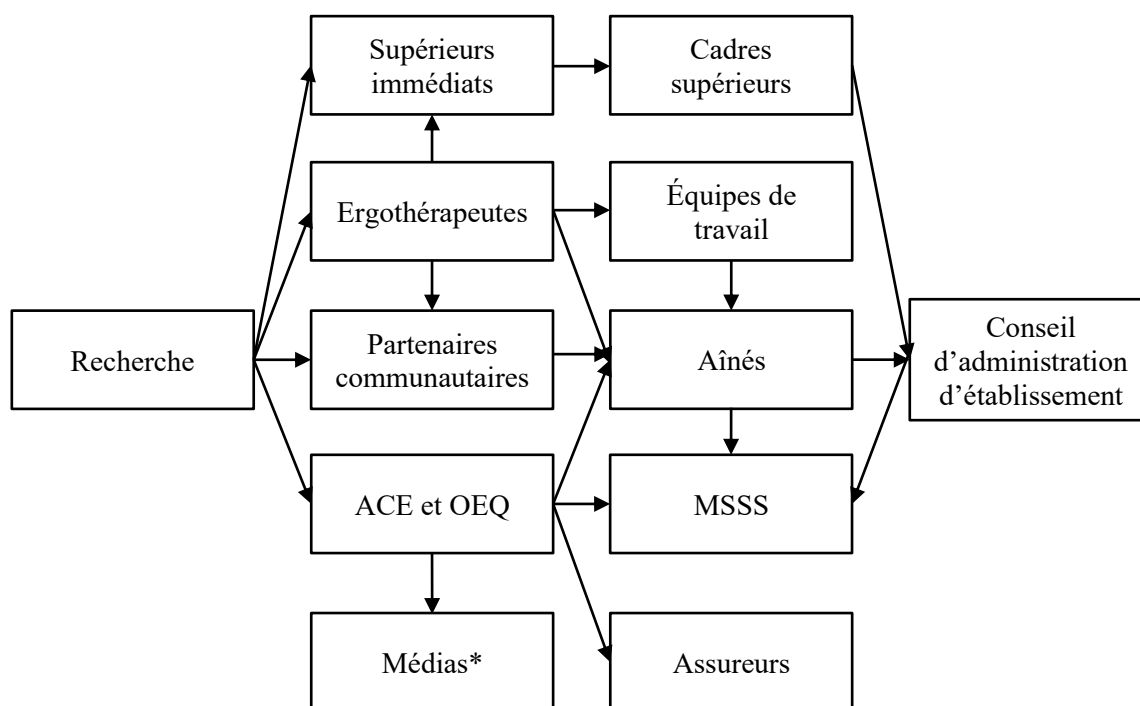 Supérieurs
immédiats
Cadres
supérieurs
Ergothérapeutes
Équipes de
travail
Recherche
Partenaires
communautaires
Aînés
Conseil
d’administration
d’établissement
ACE et OEQ
MSSS
Médias*
Assureurs